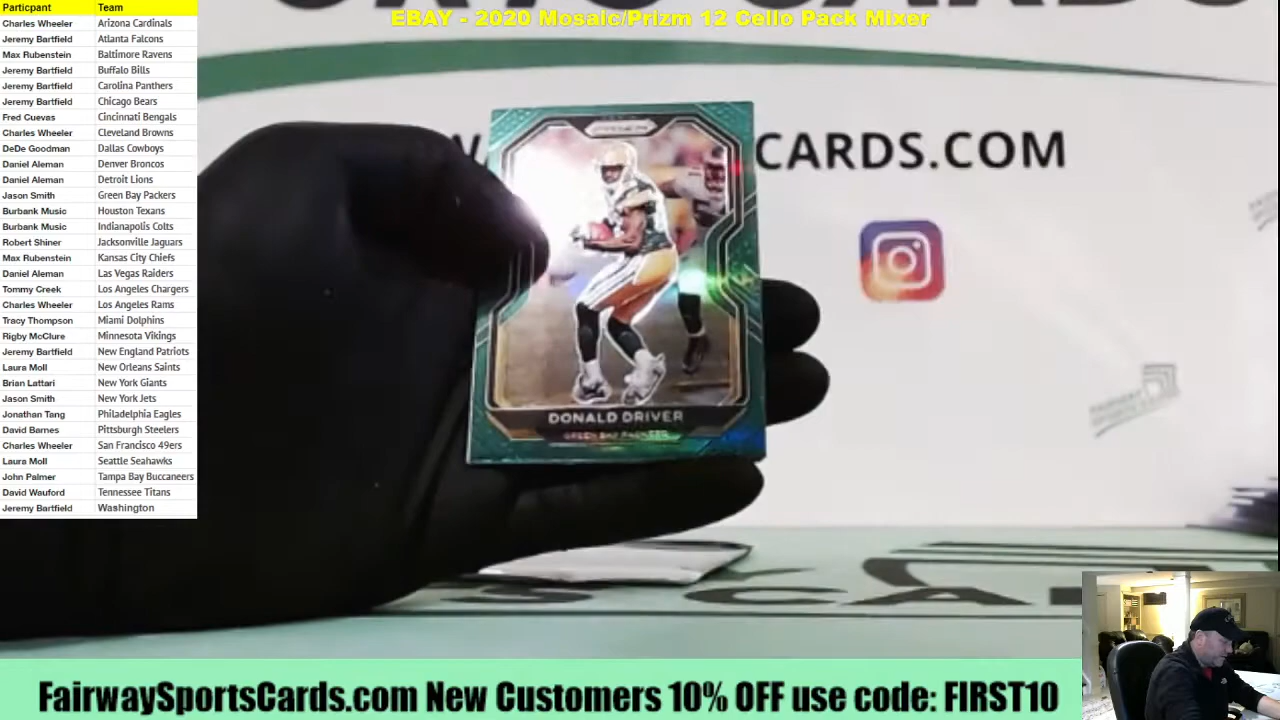 EBAY - 2020 Mosaic/Prizm 12 Cello Pack Mixer
Partcipant Team
Charles Wheeler Arizona Cardinals
Jeremy Bartfield Atlanta Falcons
Max Rubenstein Baltimore Ravens
Jeremy Bartfield Buffalo Bills
Jeremy Bartfield Carolina Panthers
Jeremy Bartfield Chicago Bears
Fred Cuevas Cincinnati Bengals
Charles Wheeler Cleveland Browns
DeDe Goodman Dallas Cowboys
Daniel Aleman Denver Broncos
Daniel Aleman Detroit Lions
Jason Smith Green Bay Packers
Burbank Music Houston Texans
Burbank Music Indianapolis Colts
Robert Shiner Jacksonville Jaguars
Max Rubenstein Kansas City Chiefs
Daniel Aleman Las Vegas Raiders
Tommy Creek Los Angeles Chargers
Charles Wheeler Los Angeles Rams
Tracy Thompson Miami Dolphins
Rigby McClure Minnesota Vikings
Jeremy Bartfield New England Patriots
Laura Moll New Orleans Saints
Brian Lattari New York Giants
Jason Smith New York Jets
Jonathan Tang Philadelphia Eagles
David Barnes Pittsburgh Steelers
Charles Wheeler San Francisco 49ers
Laura Moll Seattle Seahawks
John Palmer Tampa Bay Buccaneers
David Wauford Tennessee Titans
Jeremy Bartfield Washington
CARDS.COM
PRIZM
DONALD DRIVER
GREEN BAY PACKERS
FairwaySportsCards.com New Customers 10% OFF use code: FIRST10